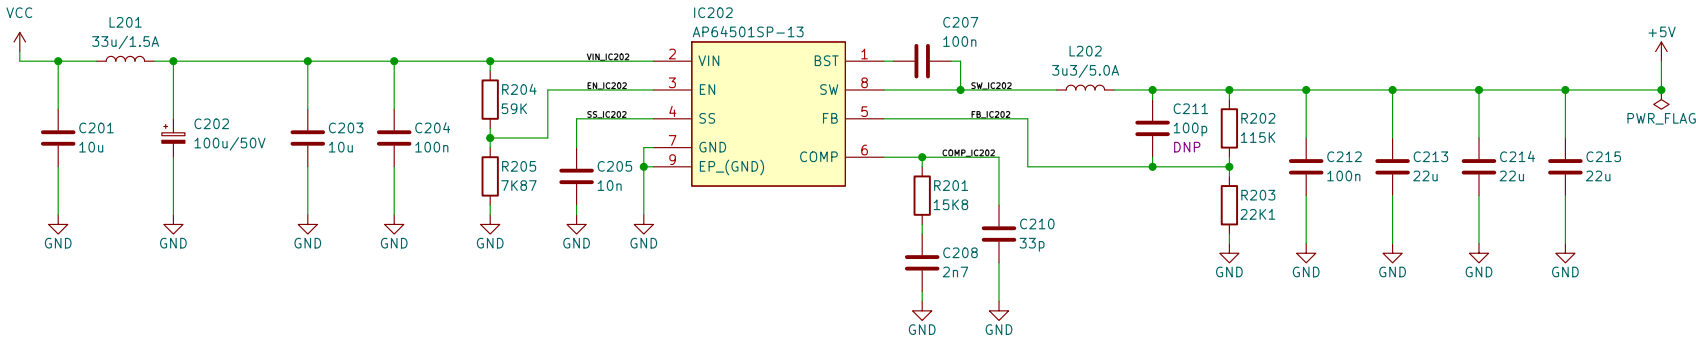 VCC
L201
33u/1.5A
C201
10u
GND
C202
100u/50V
+
GND
C203
10u
GND
C204
100n
GND
R204
59K
R205
7K87
GND
VIN_IC202
EN_IC202
SS_IC202
C205
10n
GND
GND
IC202
AP64501SP-13
2 VIN
3 EN
4 SS
7 GND
9 EP_(GND)
BST 1
SW 8
FB 5
COMP 6
C207
100n
SW_IC202
FB_IC202
COMP_IC202
R201
15K8
C208
2n7
GND
C210
33p
GND
L202
3u3/5.0A
C211
100p
DNP
R202
115K
R203
22K1
GND
C212
100n
GND
C213
22u
GND
C214
22u
GND
C215
22u
GND
+5V
PWR_FLAG